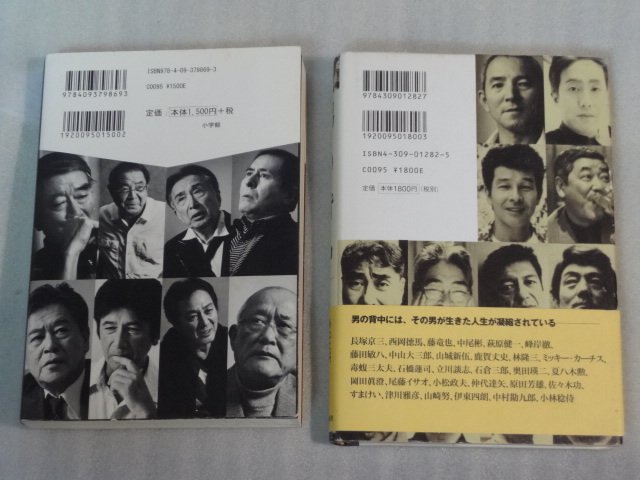 ISBN978-4-09-379869-3
C0095 ¥1500E
9784093798693
定価 本体1,500円+税
1920095015002
小学館
9784309012827
1920095018003
ISBN4-309-01282-5
C0095 ¥1800E
定価 本体1800円(税別)
男の背中には、その男が生きた人生が凝縮されている
長塚京三、西岡徳馬、藤竜也、中尾彬、萩原健一、峰岸徹、
藤田敏八、中山大三郎、山城新伍、鹿賀丈史、林隆三、ミッキー・カーチス、
毒蝮三太夫、石橋蓮司、立川談志、石倉三郎、奥田瑛二、夏八木勲、
岡田眞澄、尾藤イサオ、小松政夫、仲代達矢、原田芳雄、佐々木功、
すまけい、津川雅彦、山崎努、伊東四朗、中村勘九郎、小林稔侍